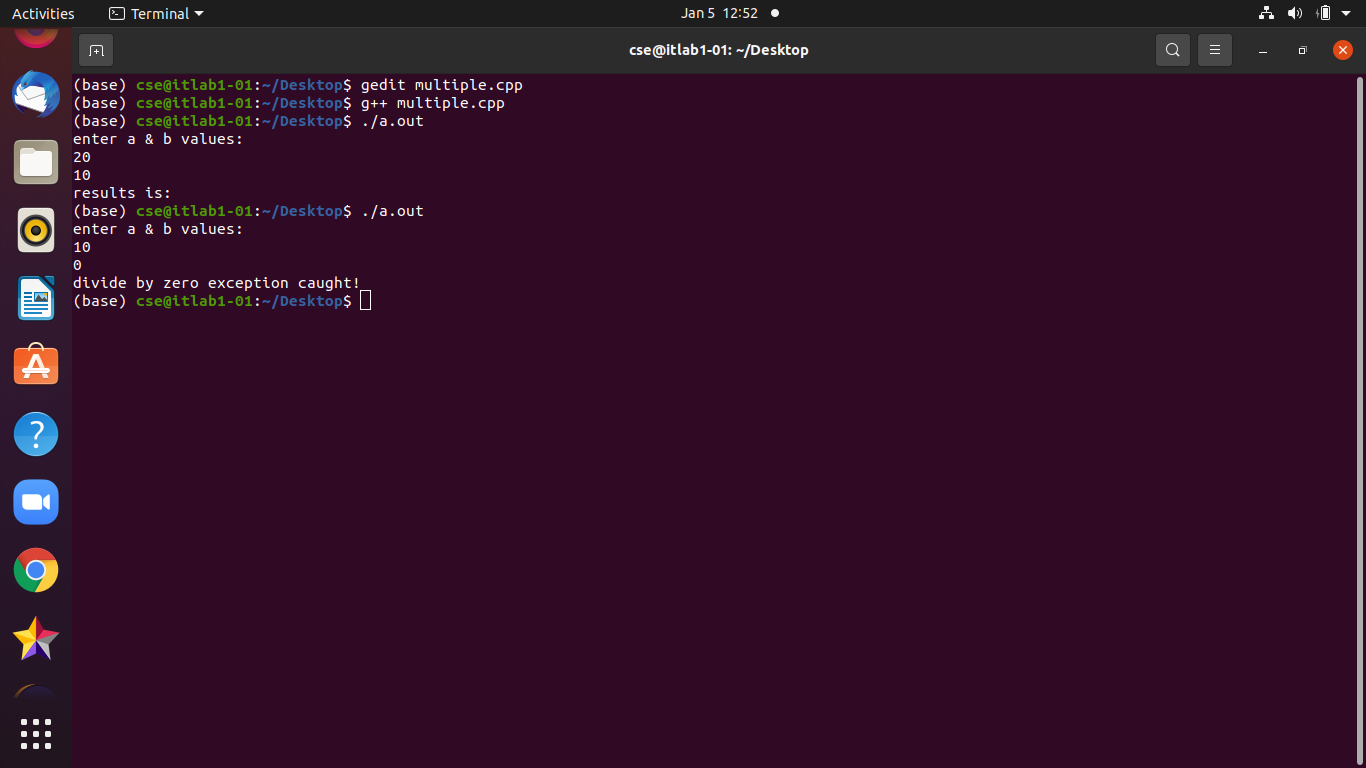 Activities Terminal Jan 5 12:52
cse@itlab1-01: ~/Desktop
(base) cse@itlab1-01:~/Desktop$ gedit multiple.cpp
(base) cse@itlab1-01:~/Desktop$ g++ multiple.cpp
(base) cse@itlab1-01:~/Desktop$ ./a.out
enter a & b values:
20
10
results is:
(base) cse@itlab1-01:~/Desktop$ ./a.out
enter a & b values:
10
0
divide by zero exception caught!
(base) cse@itlab1-01:~/Desktop$